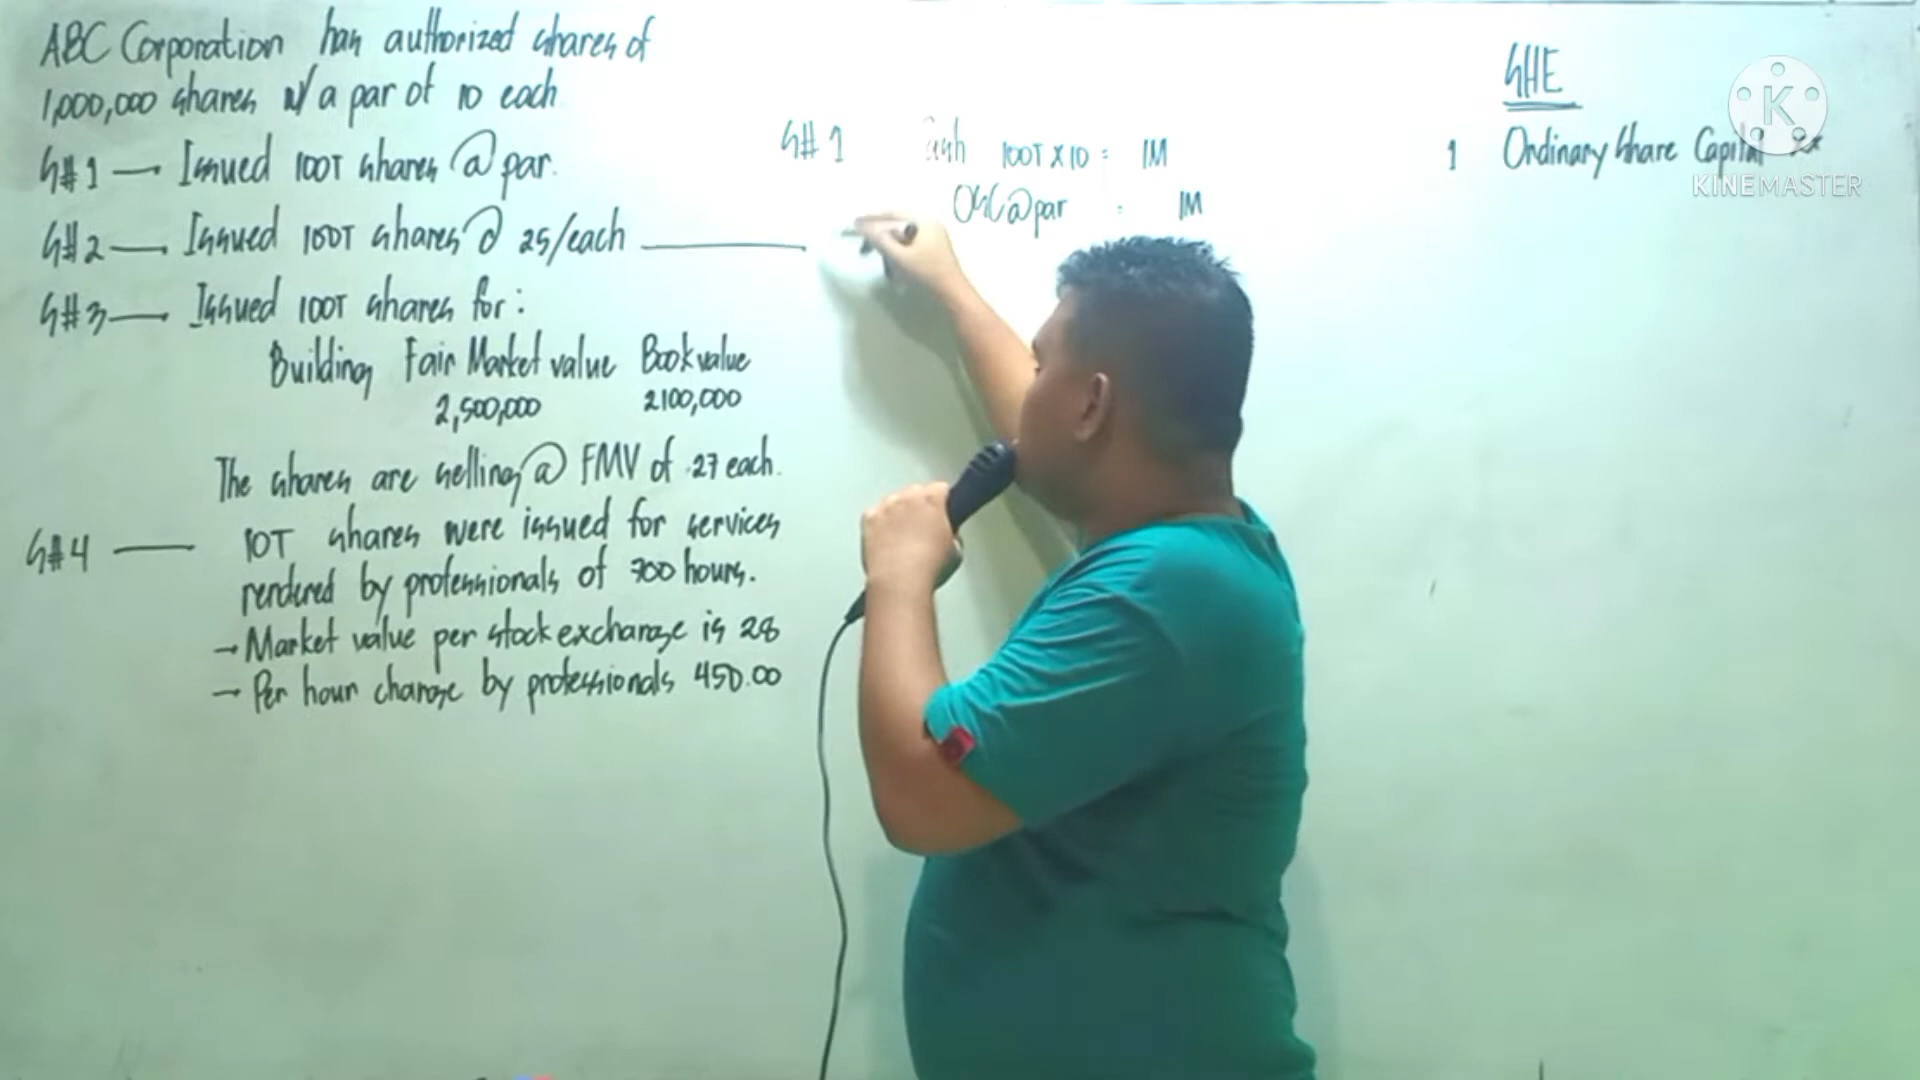 ABC Corporation has authorized shares of
1,000,000 shares w/ a par of 10 each
S#1 — Issued 100T shares @ par.
S#2 — Issued 100T shares @ 25/each
S#3 — Issued 100T shares for:
Building Fair Market value Book value
2,500,000 2100,000
The shares are selling @ FMV of 27 each.
S#4 — 10T shares were issued for services
rendered by professionals of 700 hours.
→ Market value per stock exchange is 28
→ Per hour charge by professionals 450.00
S#1 Cash 100T x 10 = 1M
OSC @ par = 1M
SHE
1 Ordinary Share Capital xx
K
KINEMASTER